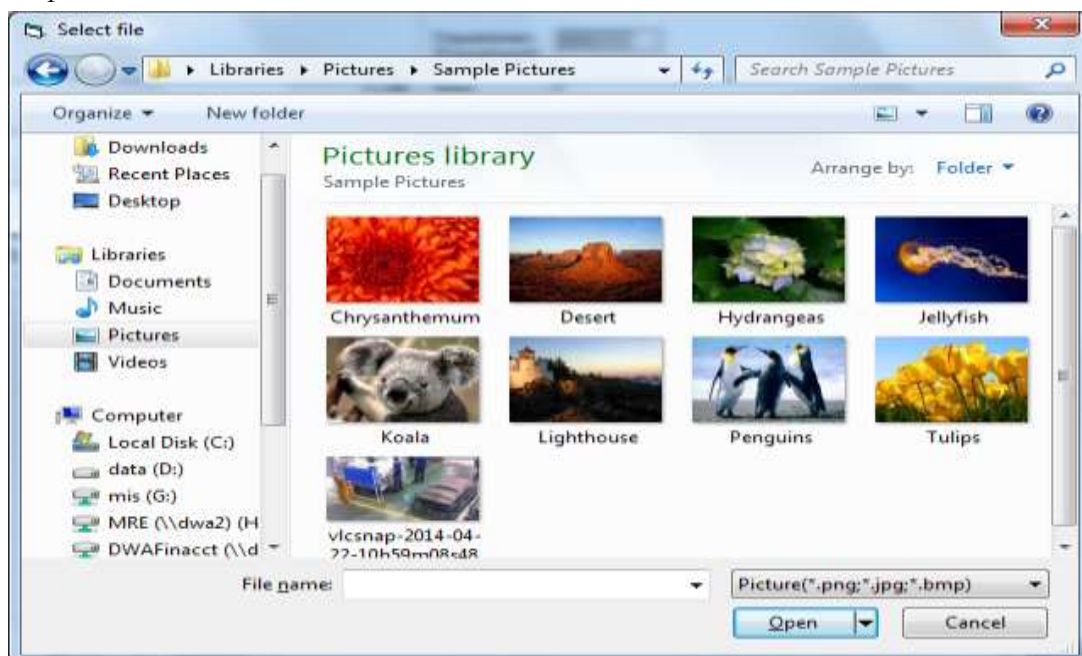 Select file
Libraries ▸ Pictures ▸ Sample Pictures
Search Sample Pictures
Organize
New folder
Downloads
Recent Places
Desktop
Libraries
Documents
Music
Pictures
Videos
Computer
Local Disk (C:)
data (D:)
mis (G:)
MRE (\\dwa2) (H
DWAFinacct (\\d
Pictures library
Sample Pictures
Arrange by: Folder
Chrysanthemum
Desert
Hydrangeas
Jellyfish
Koala
Lighthouse
Penguins
Tulips
vlcsnap-2014-04-
22-10h59m08s48
File name:
Picture(*.png;*.jpg;*.bmp)
Open
Cancel